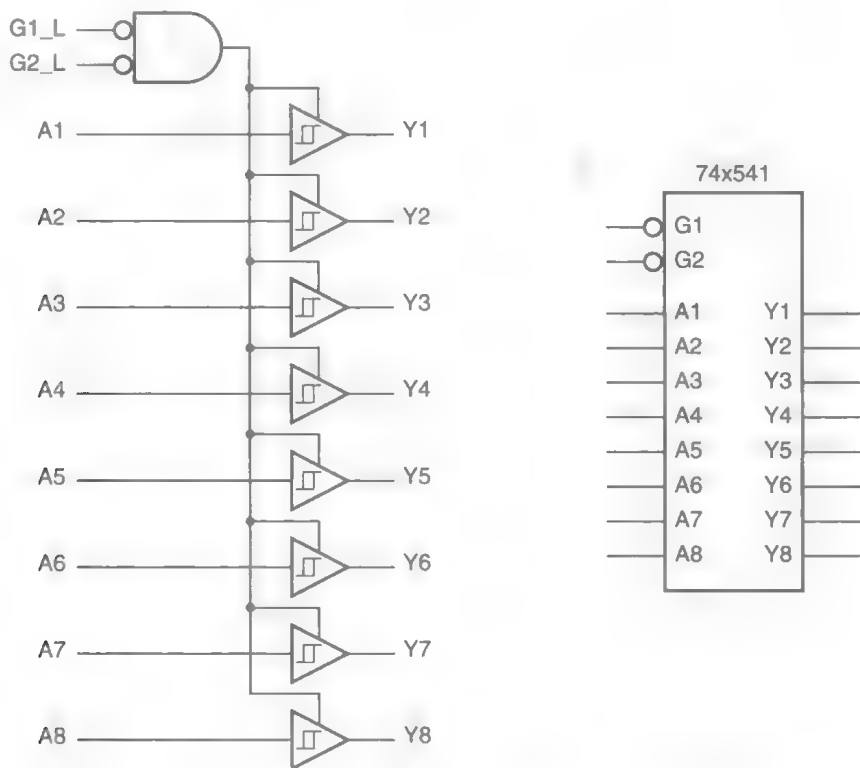 G1_L
G2_L
A1 Y1
A2 Y2
A3 Y3
A4 Y4
A5 Y5
A6 Y6
A7 Y7
A8 Y8
74x541
G1
G2
A1 Y1
A2 Y2
A3 Y3
A4 Y4
A5 Y5
A6 Y6
A7 Y7
A8 Y8